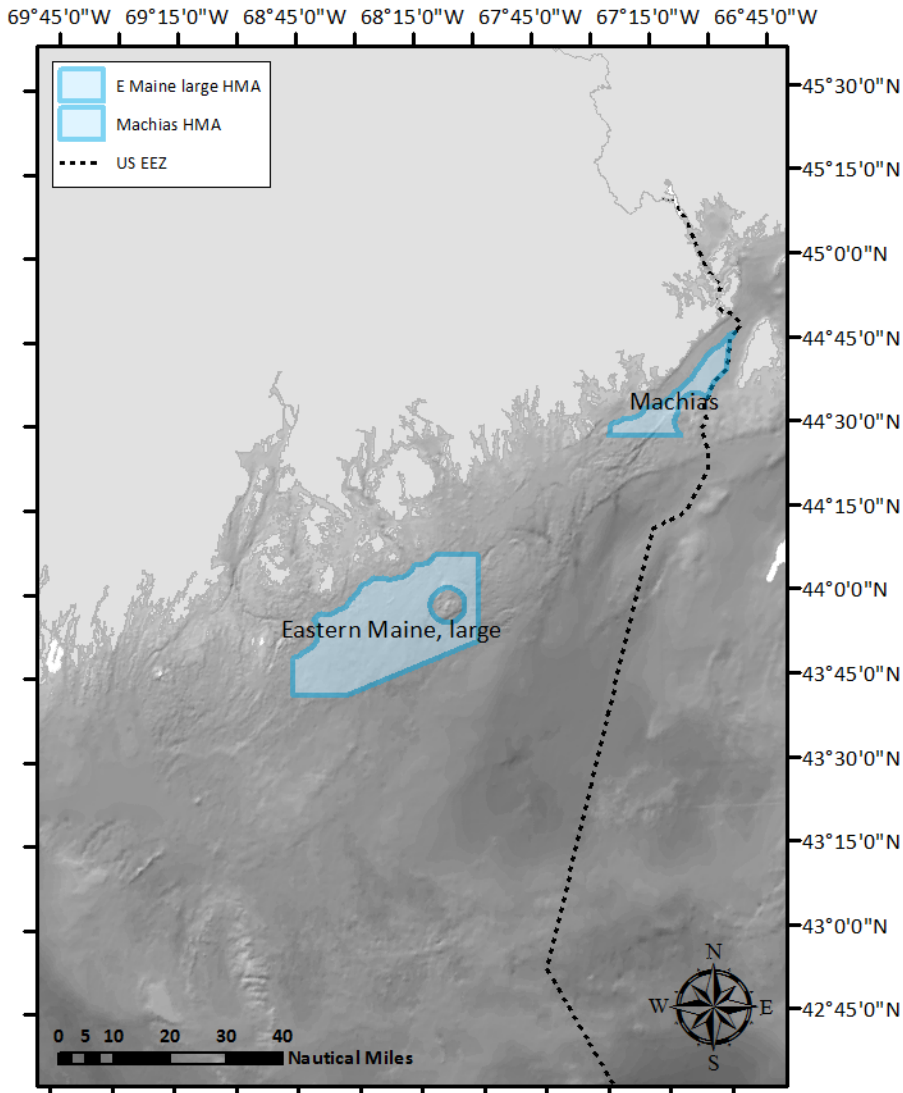 69°45'0"W 69°15'0"W 68°45'0"W 68°15'0"W 67°45'0"W 67°15'0"W 66°45'0"W
E Maine large HMA
Machias HMA
US EEZ
45°30'0"N
45°15'0"N
45°0'0"N
44°45'0"N
Machias
44°30'0"N
44°15'0"N
44°0'0"N
Eastern Maine, large
43°45'0"N
43°30'0"N
43°15'0"N
43°0'0"N
N
W E
S
42°45'0"N
0 5 10 20 30 40
Nautical Miles